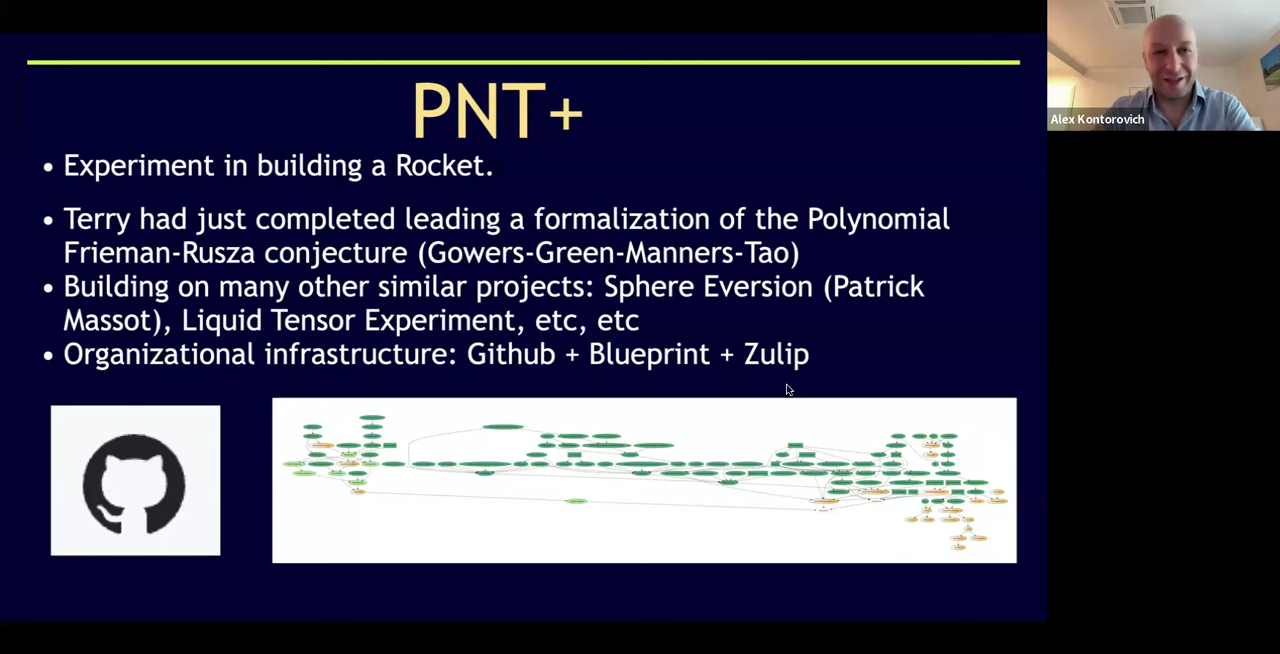 PNT+
• Experiment in building a Rocket.
• Terry had just completed leading a formalization of the Polynomial
Frieman-Rusza conjecture (Gowers-Green-Manners-Tao)
• Building on many other similar projects: Sphere Eversion (Patrick
Massot), Liquid Tensor Experiment, etc, etc
• Organizational infrastructure: Github + Blueprint + Zulip
Alex Kontorovich